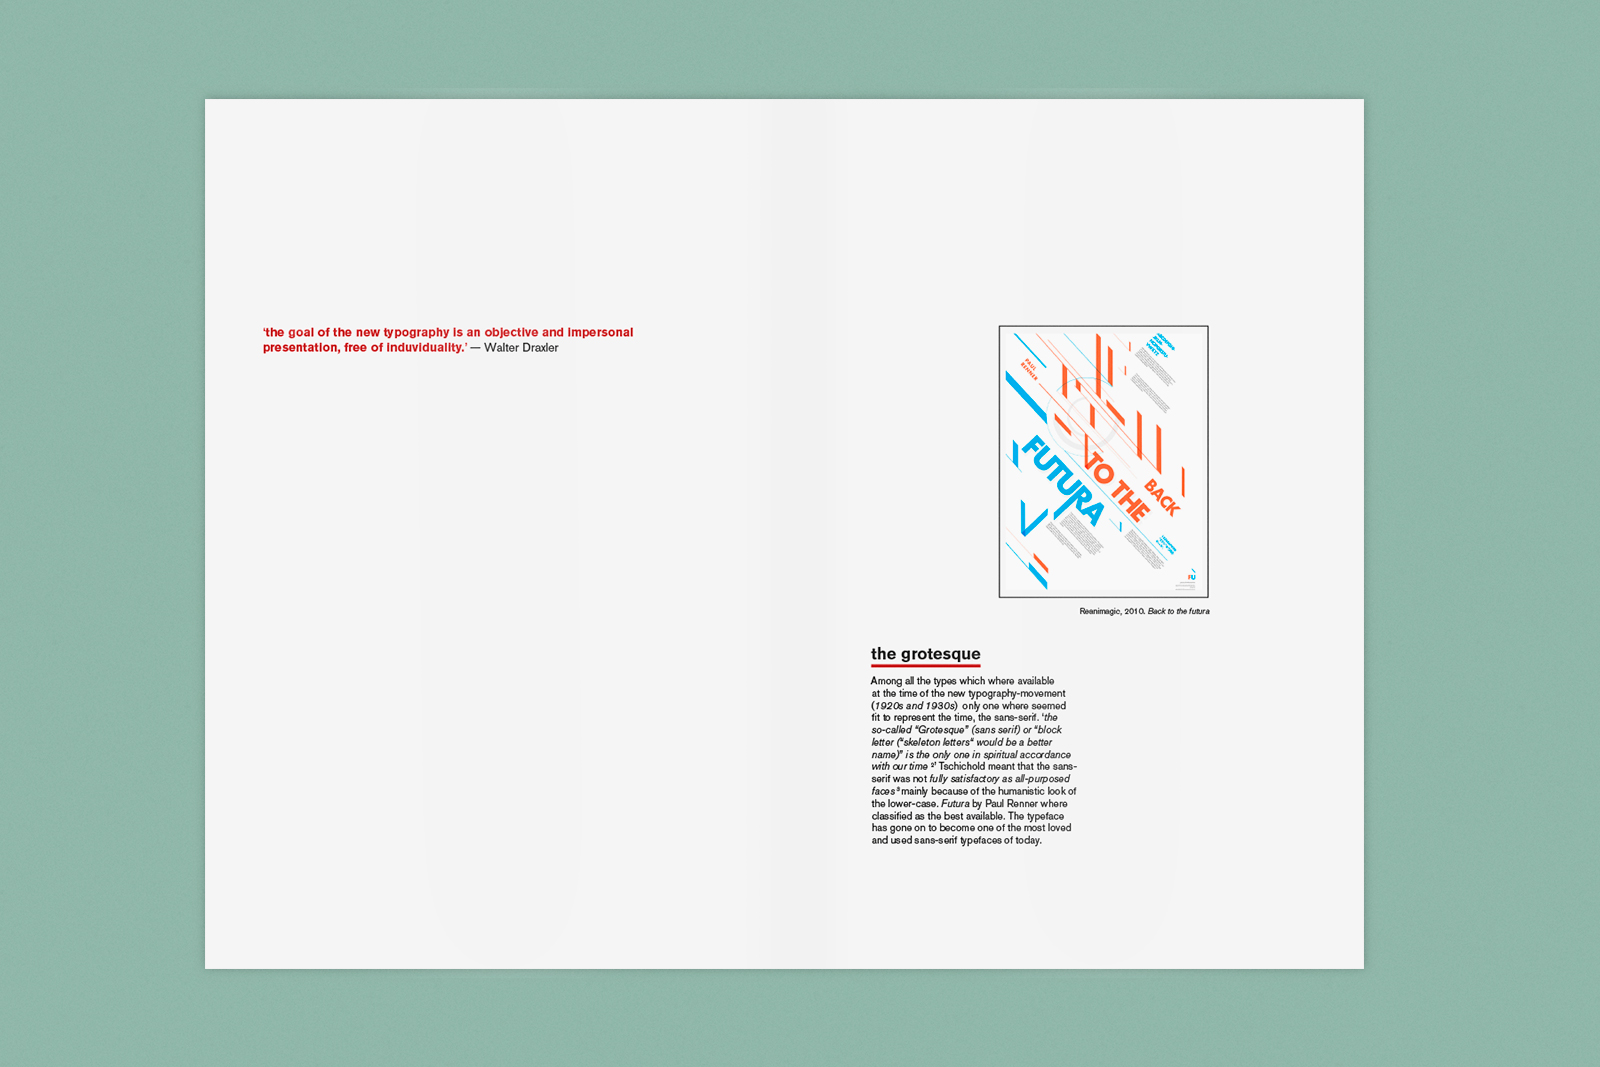 ‘the goal of the new typography is an objective and impersonal
presentation, free of induviduality.’ — Walter Draxler
PAUL
RENNER
FUTURA
TO THE
BACK
FU
Reanimagic, 2010. Back to the futura
the grotesque
Among all the types which where available
at the time of the new typography-movement
(1920s and 1930s) only one where seemed
fit to represent the time, the sans-serif. ‘the
so-called “Grotesque” (sans serif) or “block
letter (“skeleton letters“ would be a better
name)” is the only one in spiritual accordance
with our time ²’ Tschichold meant that the sans-
serif was not fully satisfactory as all-purposed
faces ³ mainly because of the humanistic look of
the lower-case. Futura by Paul Renner where
classified as the best available. The typeface
has gone on to become one of the most loved
and used sans-serif typefaces of today.